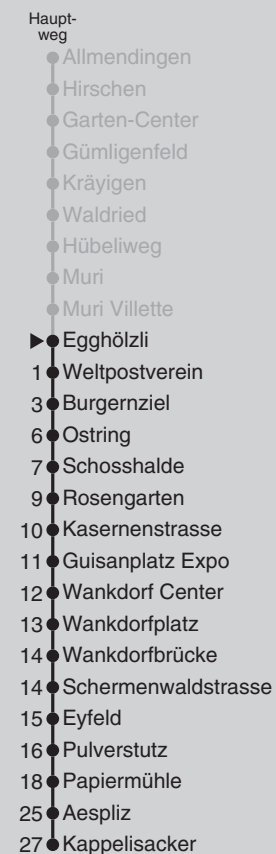 Haupt-
weg
Allmendingen
Hirschen
Garten-Center
Gümligenfeld
Kräyigen
Waldried
Hübeliweg
Muri
Muri Villette
Egghölzli
1 Weltpostverein
3 Burgernziel
6 Ostring
7 Schosshalde
9 Rosengarten
10 Kasernenstrasse
11 Guisanplatz Expo
12 Wankdorf Center
13 Wankdorfplatz
14 Wankdorfbrücke
14 Schermenwaldstrasse
15 Eyfeld
16 Pulverstutz
18 Papiermühle
25 Aespliz
27 Kappelisacker